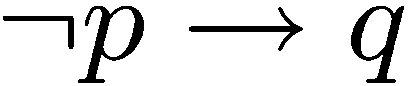 ¬p → q